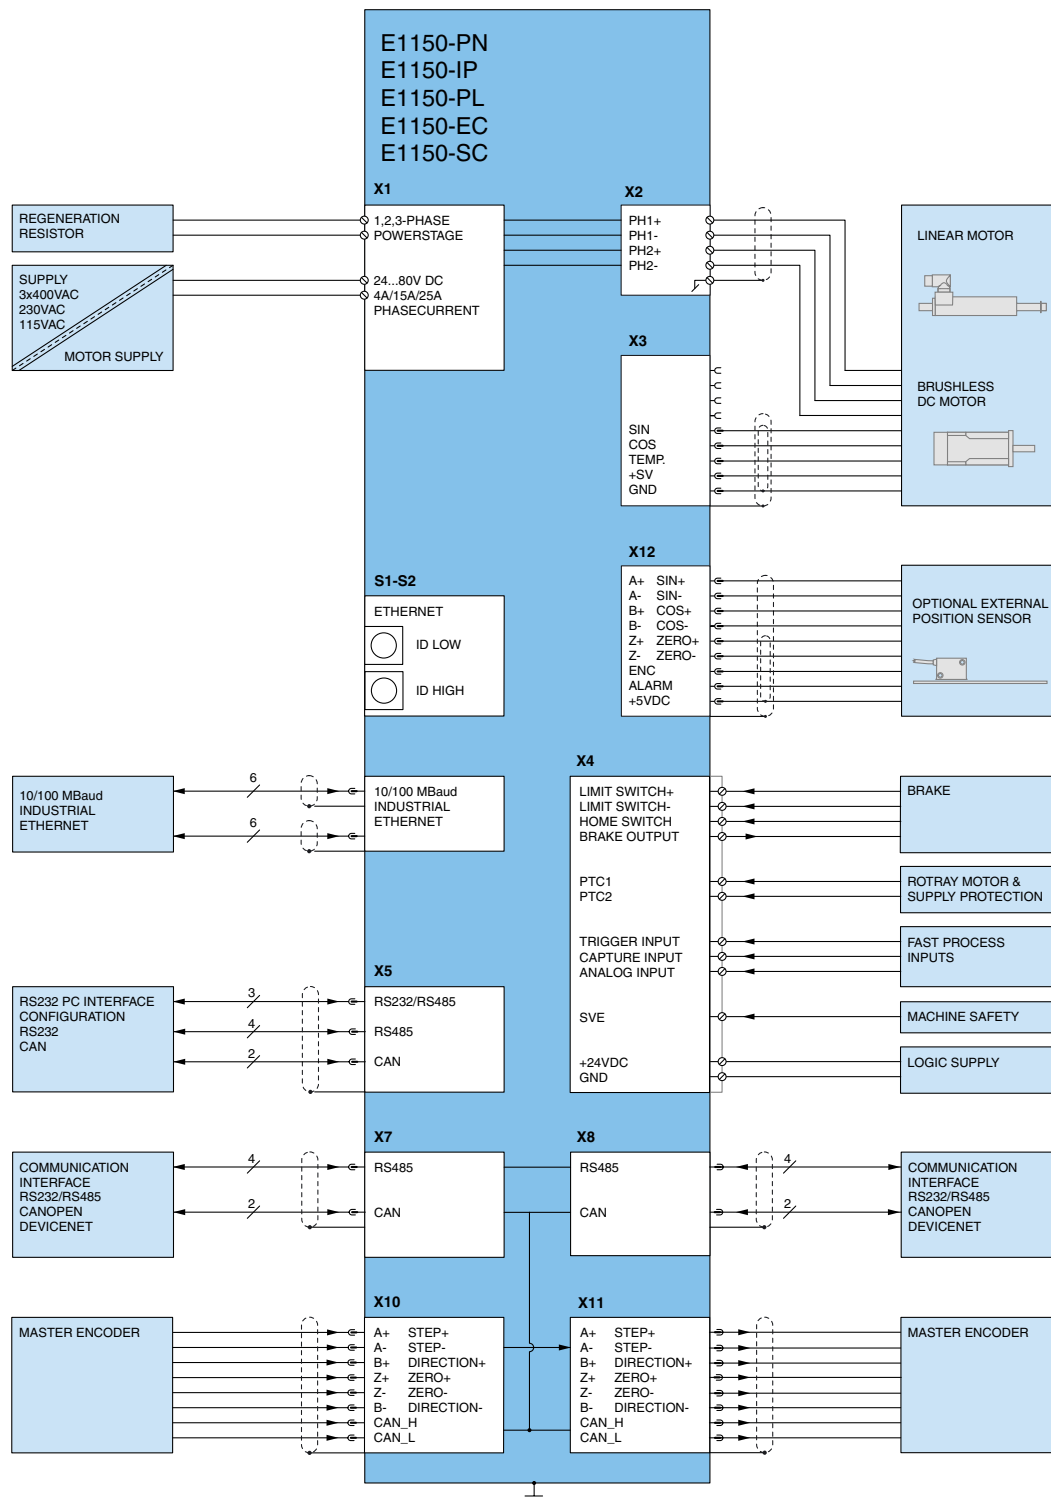 E1150-PN
E1150-IP
E1150-PL
E1150-EC
E1150-SC
X1
X2
REGENERATION
RESISTOR
1,2,3-PHASE
POWERSTAGE
PH1+
PH1-
PH2+
PH2-
LINEAR MOTOR
SUPPLY
3x400VAC
230VAC
115VAC
MOTOR SUPPLY
24...80V DC
4A/15A/25A
PHASECURRENT
X3
BRUSHLESS
DC MOTOR
SIN
COS
TEMP.
+SV
GND
S1-S2
X12
ETHERNET
ID LOW
ID HIGH
A+ SIN+
A- SIN-
B+ COS+
B- COS-
Z+ ZERO+
Z- ZERO-
ENC
ALARM
+5VDC
OPTIONAL EXTERNAL
POSITION SENSOR
X4
10/100 MBaud
INDUSTRIAL
ETHERNET
6
6
10/100 MBaud
INDUSTRIAL
ETHERNET
LIMIT SWITCH+
LIMIT SWITCH-
HOME SWITCH
BRAKE OUTPUT
BRAKE
PTC1
PTC2
ROTRAY MOTOR &
SUPPLY PROTECTION
TRIGGER INPUT
CAPTURE INPUT
ANALOG INPUT
FAST PROCESS
INPUTS
X5
RS232 PC INTERFACE
CONFIGURATION
RS232
CAN
3
4
2
RS232/RS485
RS485
CAN
SVE
MACHINE SAFETY
+24VDC
GND
LOGIC SUPPLY
X7
X8
COMMUNICATION
INTERFACE
RS232/RS485
CANOPEN
DEVICENET
4
2
RS485
CAN
RS485
CAN
4
2
COMMUNICATION
INTERFACE
RS232/RS485
CANOPEN
DEVICENET
X10
X11
MASTER ENCODER
A+ STEP+
A- STEP-
B+ DIRECTION+
Z+ ZERO+
Z- ZERO-
B- DIRECTION-
CAN_H
CAN_L
A+ STEP+
A- STEP-
B+ DIRECTION+
Z+ ZERO+
Z- ZERO-
B- DIRECTION-
CAN_H
CAN_L
MASTER ENCODER